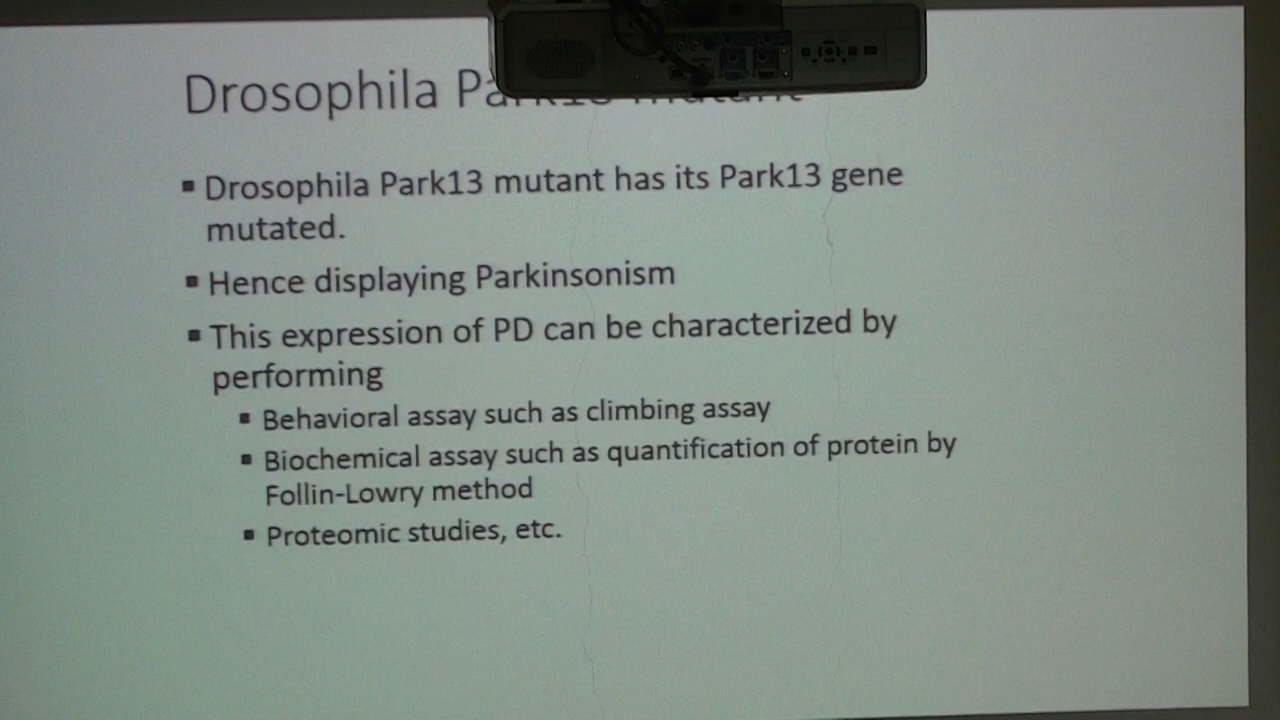 Drosophila Park13 mutant
▪ Drosophila Park13 mutant has its Park13 gene
mutated.
▪ Hence displaying Parkinsonism
▪ This expression of PD can be characterized by
performing
▪ Behavioral assay such as climbing assay
▪ Biochemical assay such as quantification of protein by
Follin-Lowry method
▪ Proteomic studies, etc.